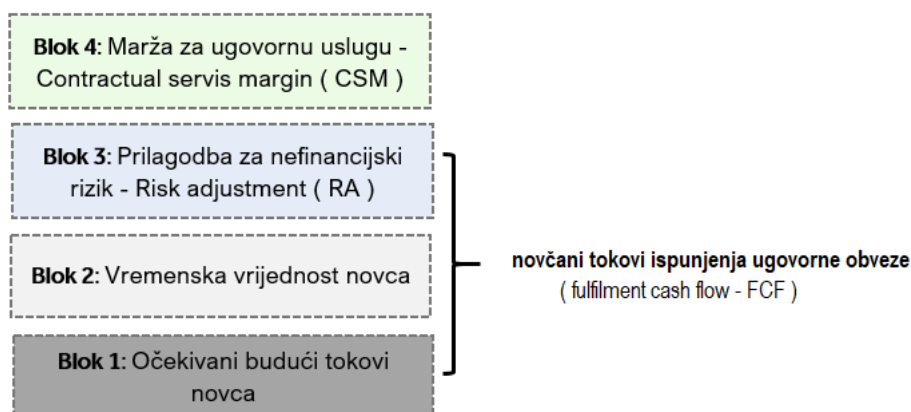 Blok 4: Marža za ugovornu uslugu -
Contractual servis margin ( CSM )
Blok 3: Prilagodba za nefinancijski
rizik - Risk adjustment ( RA )
Blok 2: Vremenska vrijednost novca
novčani tokovi ispunjenja ugovorne obveze
( fulfilment cash flow - FCF )
Blok 1: Očekivani budući tokovi
novca